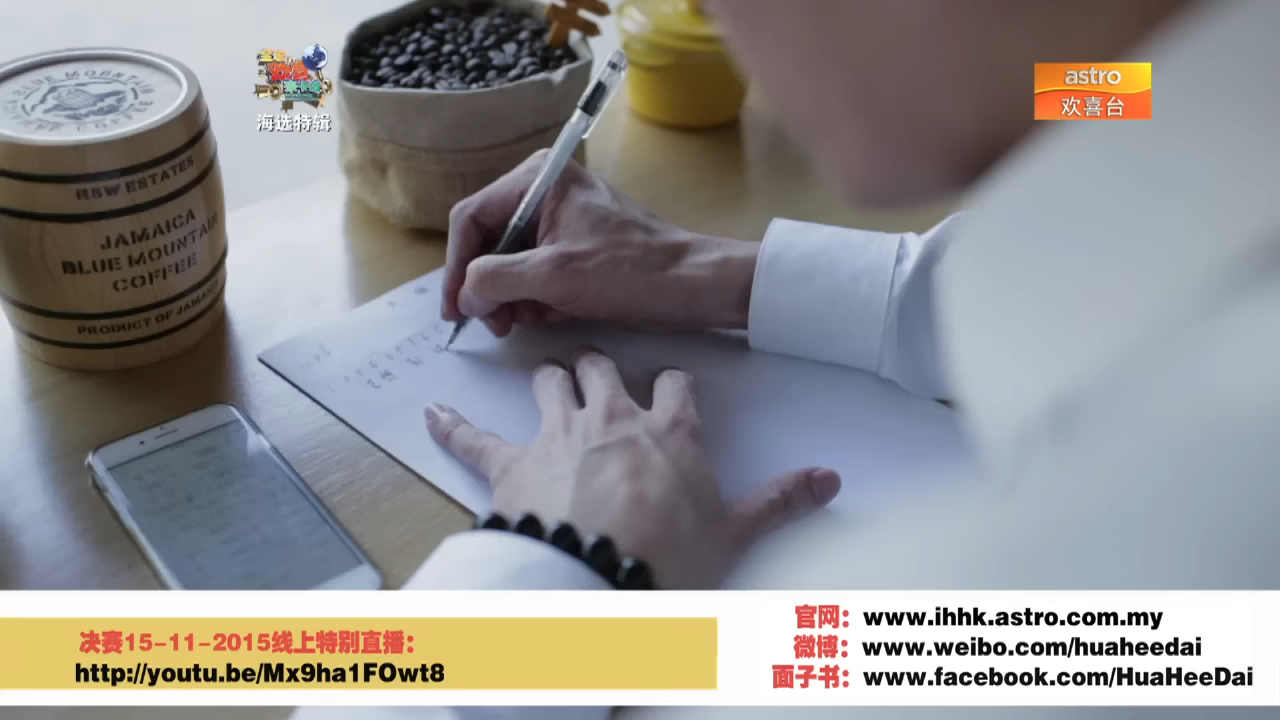 海选特辑
astro
欢喜台
RSW ESTATES
JAMAICA
BLUE MOUNTAIN
COFFEE
PRODUCT OF JAMAICA
决赛15-11-2015线上特别直播：
http://youtu.be/Mx9ha1FOwt8
官网： www.ihhk.astro.com.my
微博： www.weibo.com/huaheedai
面子书： www.facebook.com/HuaHeeDai